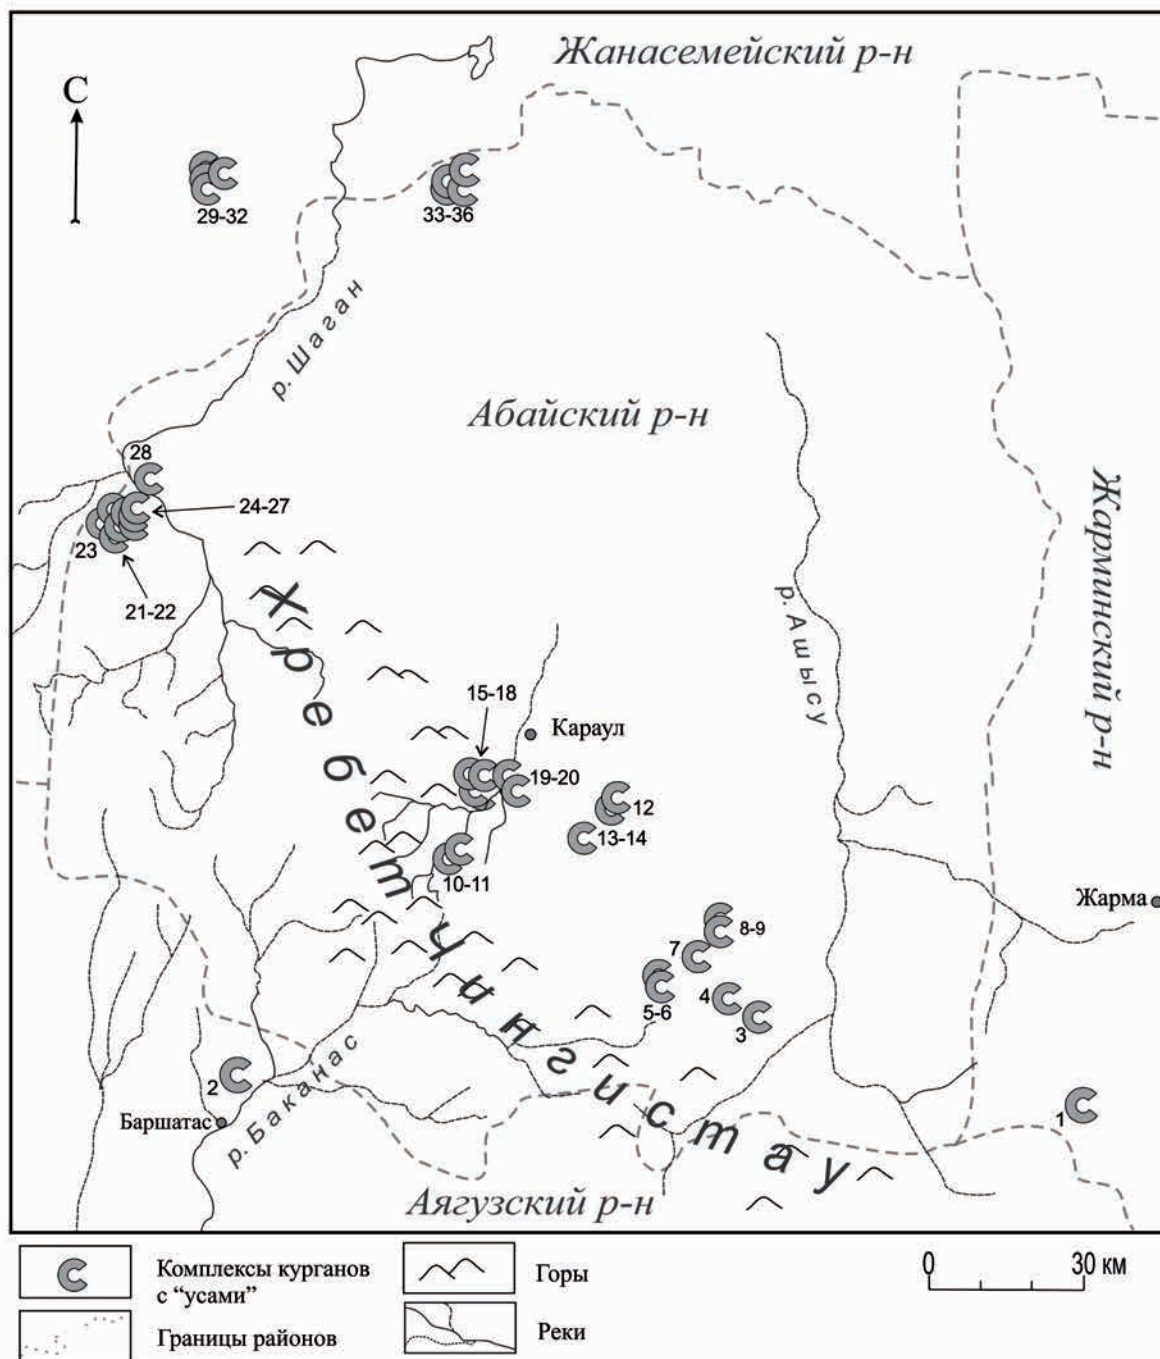 Жанасемейский р-н
С
29-32
33-36
р. Шаган
Абайский р-н
28
24-27
23
21-22
Жарминский р-н
р. Ашысу
Хребет Чингистау
15-18
Караул
19-20
12
13-14
10-11
Жарма
8-9
7
5-6
4
3
2
1
Баршатас
р. Баканас
Аягузский р-н
Комплексы курганов
с “усами”
Горы
0 30 км
Границы районов
Реки